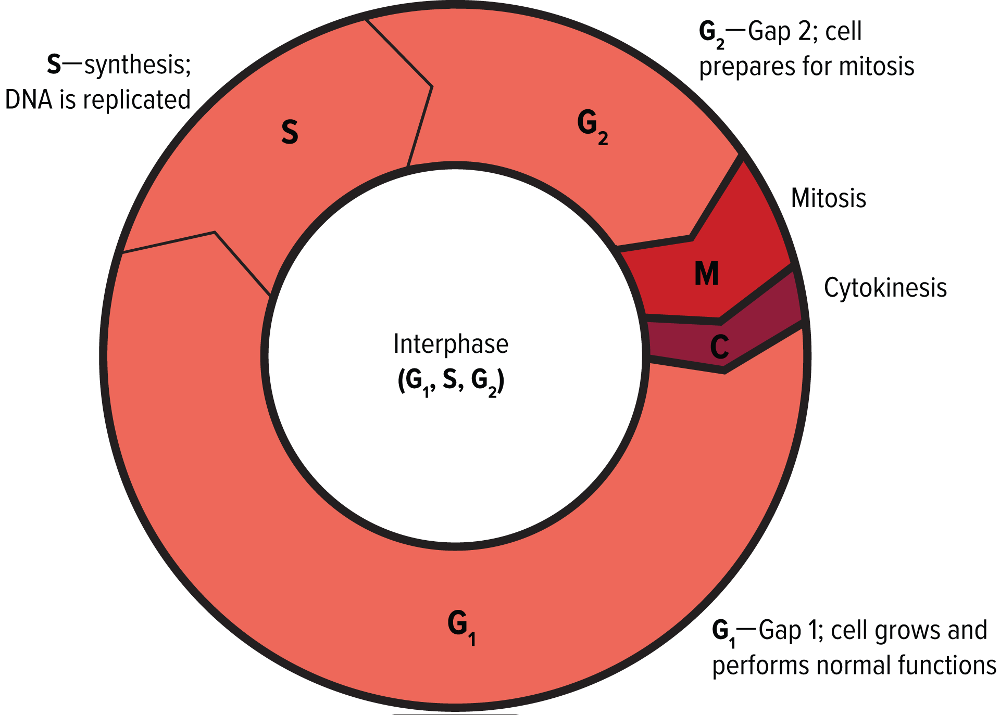 S—synthesis;
DNA is replicated
G₂—Gap 2; cell
prepares for mitosis
S
G₂
Mitosis
M
Cytokinesis
C
Interphase
(G₁, S, G₂)
G₁
G₁—Gap 1; cell grows and
performs normal functions